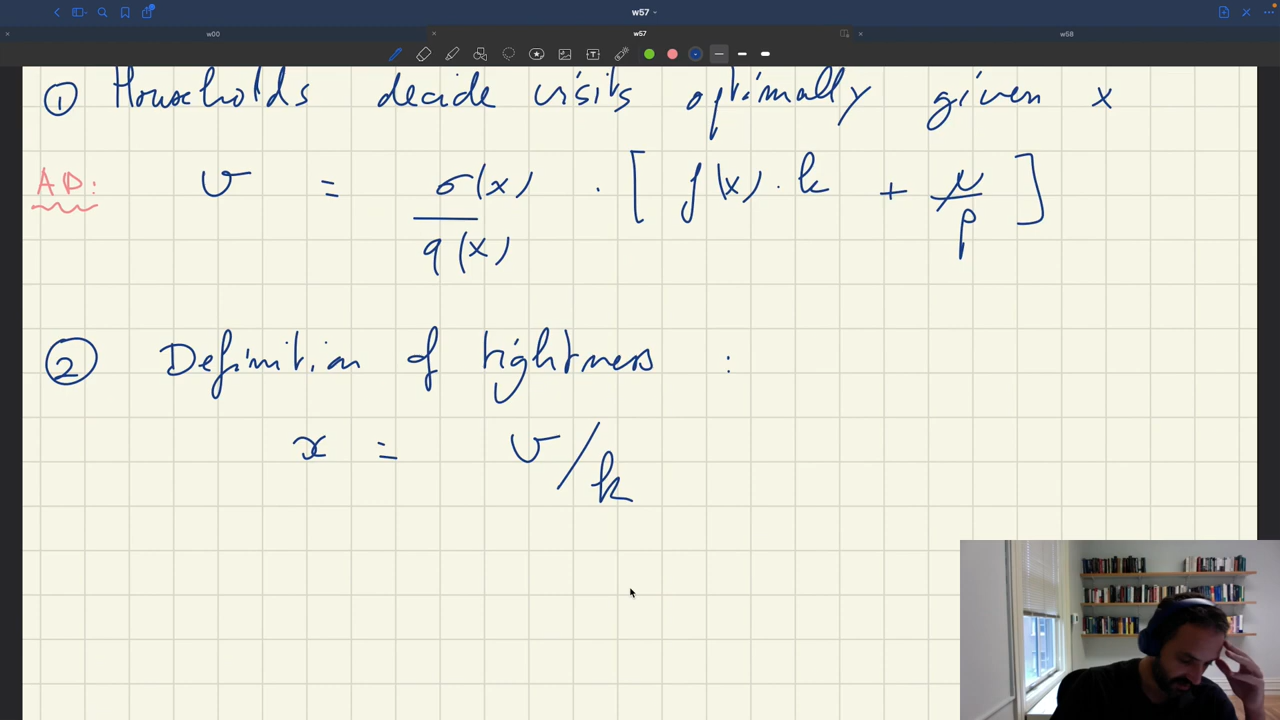 w57
w00
w57
w58
① Households decide visits optimally given x
AD: v = σ(x)/q(x) · [ f(x) · k + μ/p ]
② Definition of tightness :
x = v/k